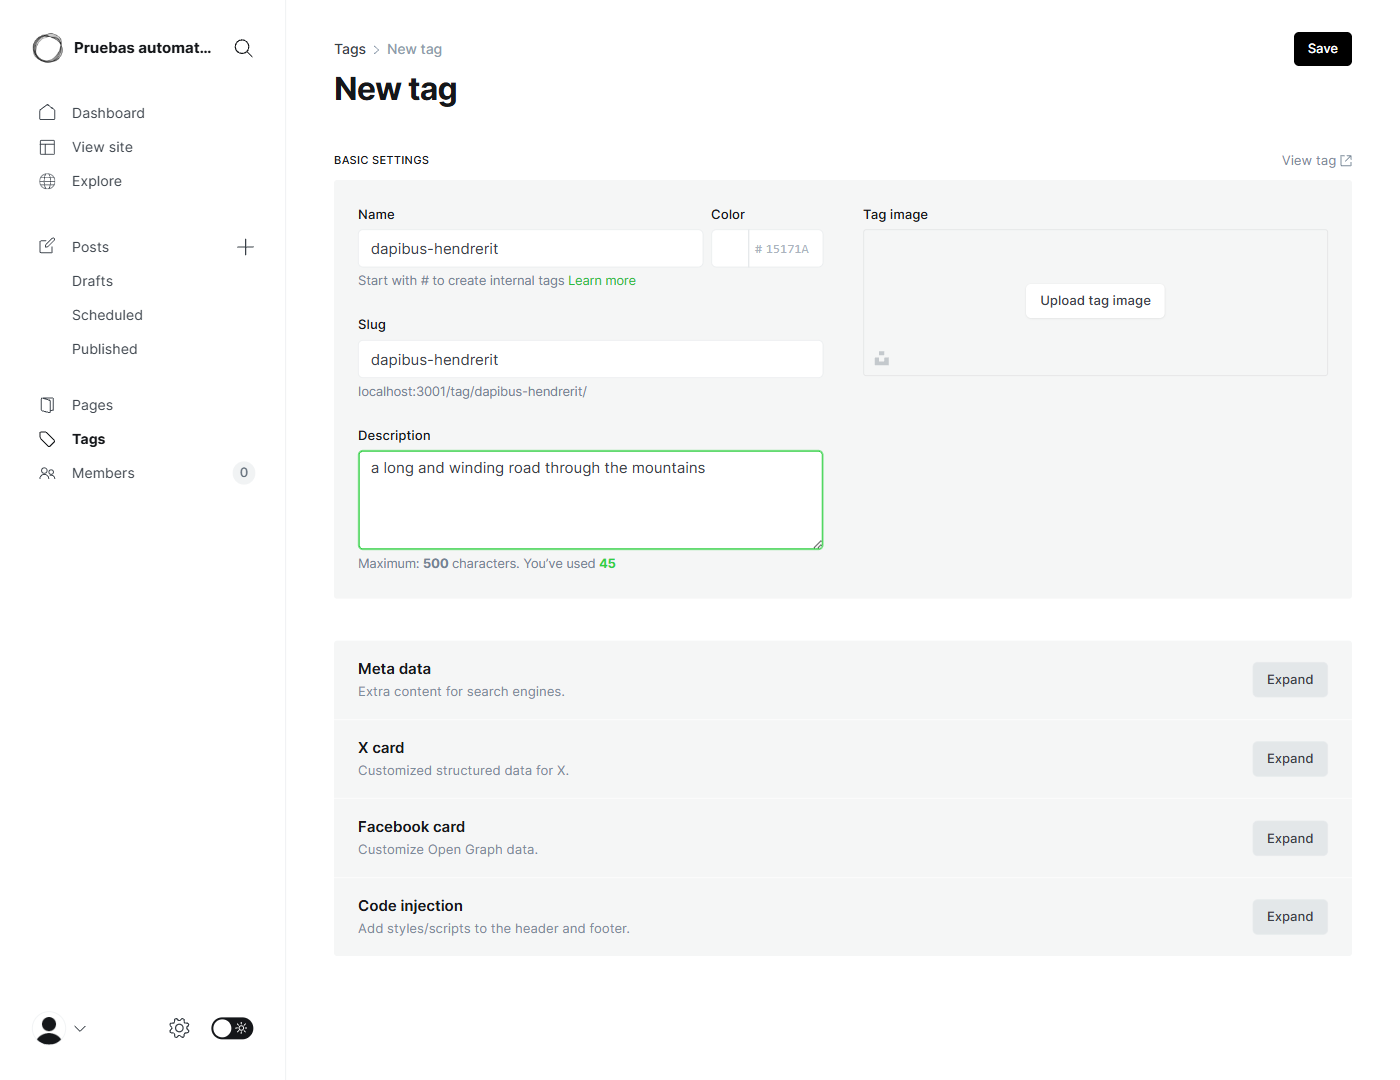 Pruebas automat...
Dashboard
View site
Explore
Posts
Drafts
Scheduled
Published
Pages
Tags
Members 0
Tags > New tag
Save
New tag
BASIC SETTINGS
View tag
Name
dapibus-hendrerit
Start with # to create internal tags Learn more
Color
# 15171A
Slug
dapibus-hendrerit
localhost:3001/tag/dapibus-hendrerit/
Description
a long and winding road through the mountains
Maximum: 500 characters. You've used 45
Tag image
Upload tag image
Meta data
Extra content for search engines.
Expand
X card
Customized structured data for X.
Expand
Facebook card
Customize Open Graph data.
Expand
Code injection
Add styles/scripts to the header and footer.
Expand